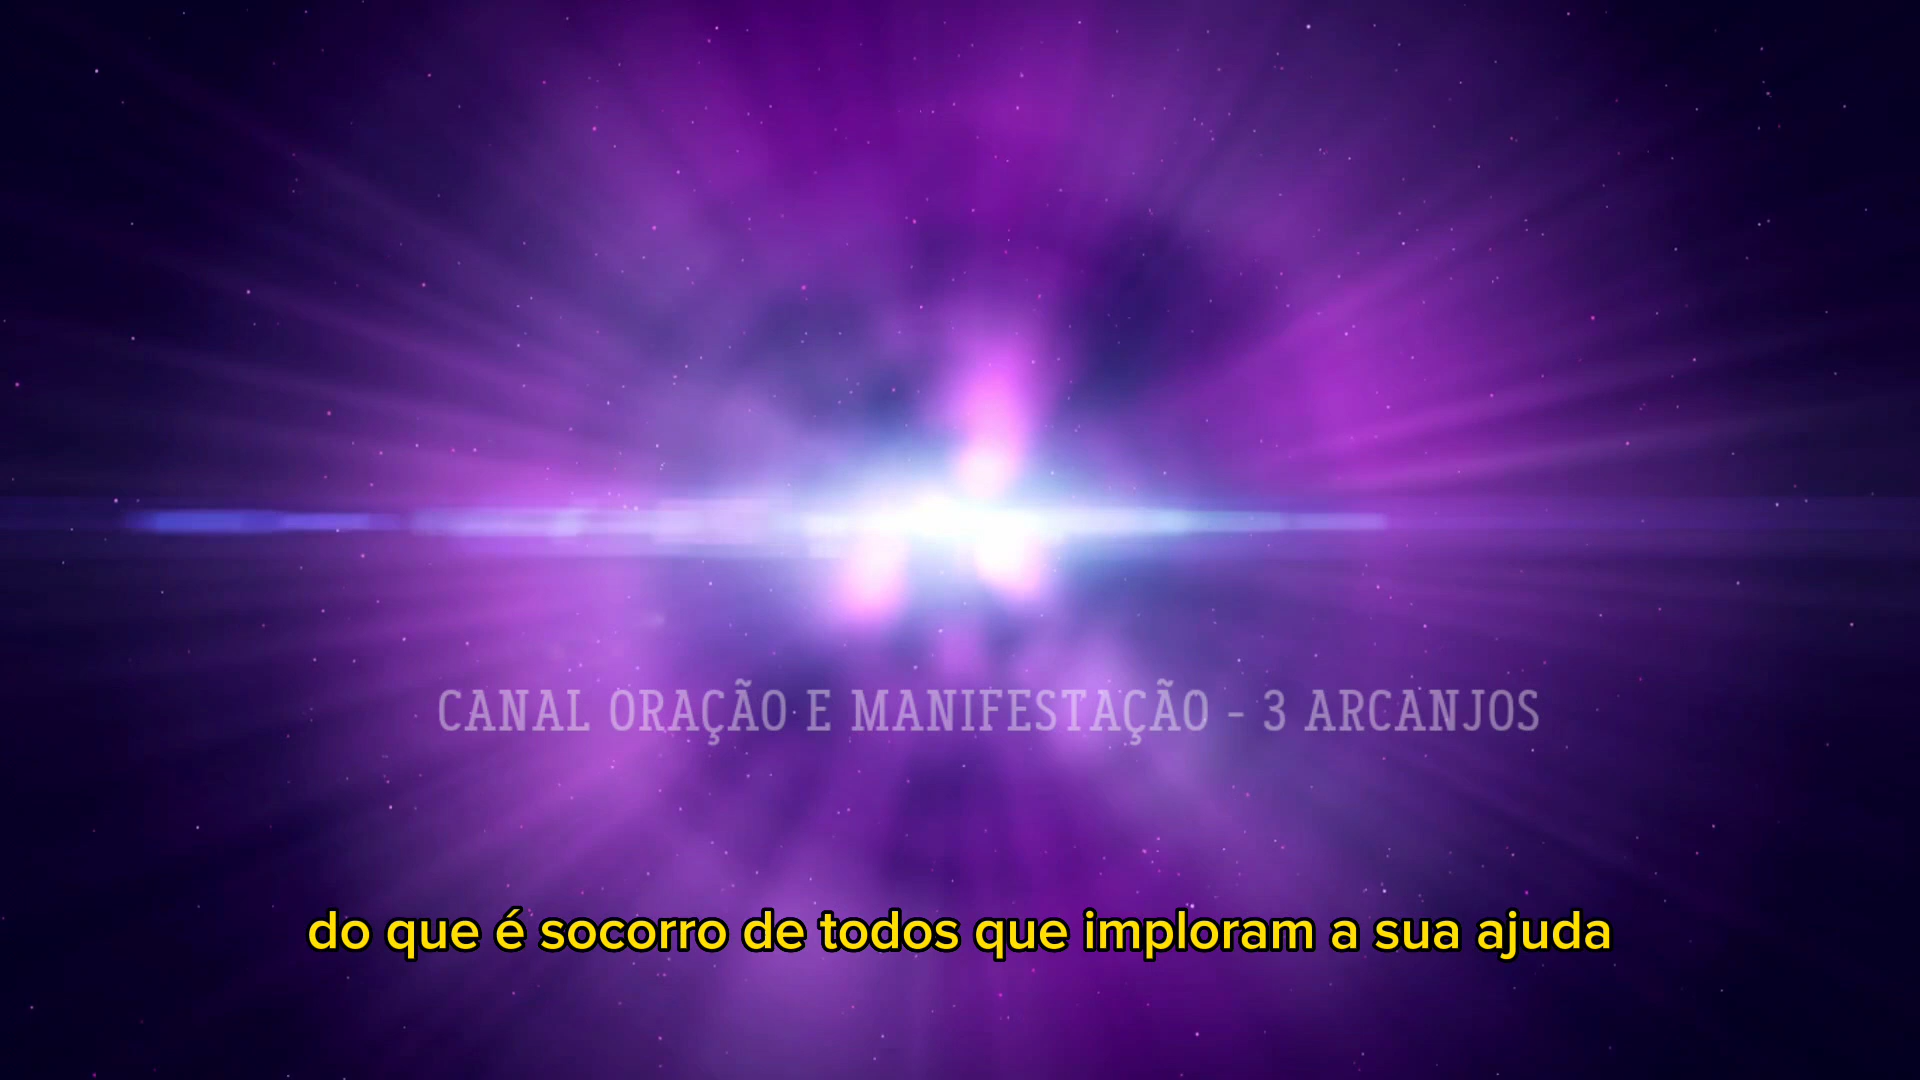 CANAL ORAÇÃO E MANIFESTAÇÃO - 3 ARCANJOS
do que é socorro de todos que imploram a sua ajuda